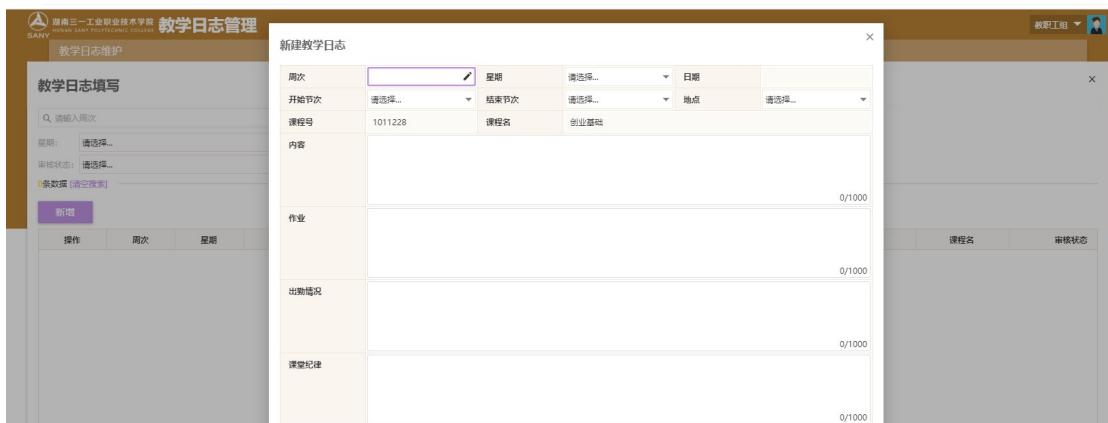 湖南三一工业职业技术学院 教学日志管理 教职工组
SANY HUNAN SANY POLYTECHNIC COLLEGE
教学日志维护
新建教学日志
教学日志填写
请输入周次
星期: 请选择...
审核状态: 请选择...
0条数据 [清空搜索]
新增
操作 周次 星期 课程名 审核状态
周次 星期 请选择... 日期
开始节次 请选择... 结束节次 请选择... 地点 请选择...
课程号 1011228 课程名 创业基础
内容
0/1000
作业
0/1000
出勤情况
0/1000
课堂纪律
0/1000